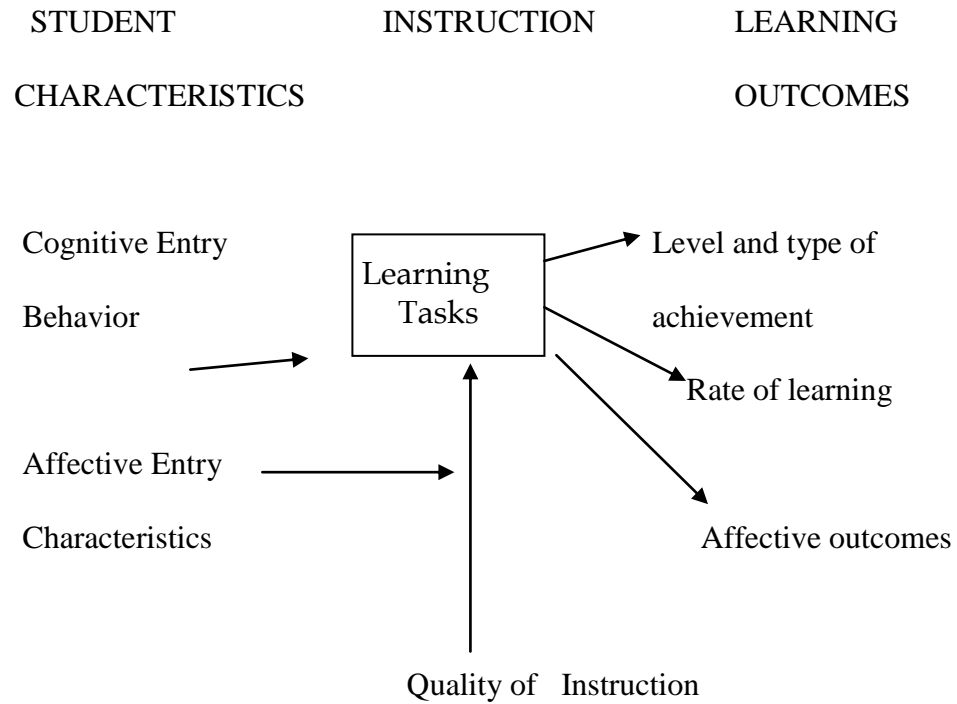 STUDENT INSTRUCTION LEARNING
CHARACTERISTICS OUTCOMES
Cognitive Entry
Behavior
Learning
Tasks
Level and type of
achievement
Rate of learning
Affective Entry
Characteristics
Affective outcomes
Quality of Instruction